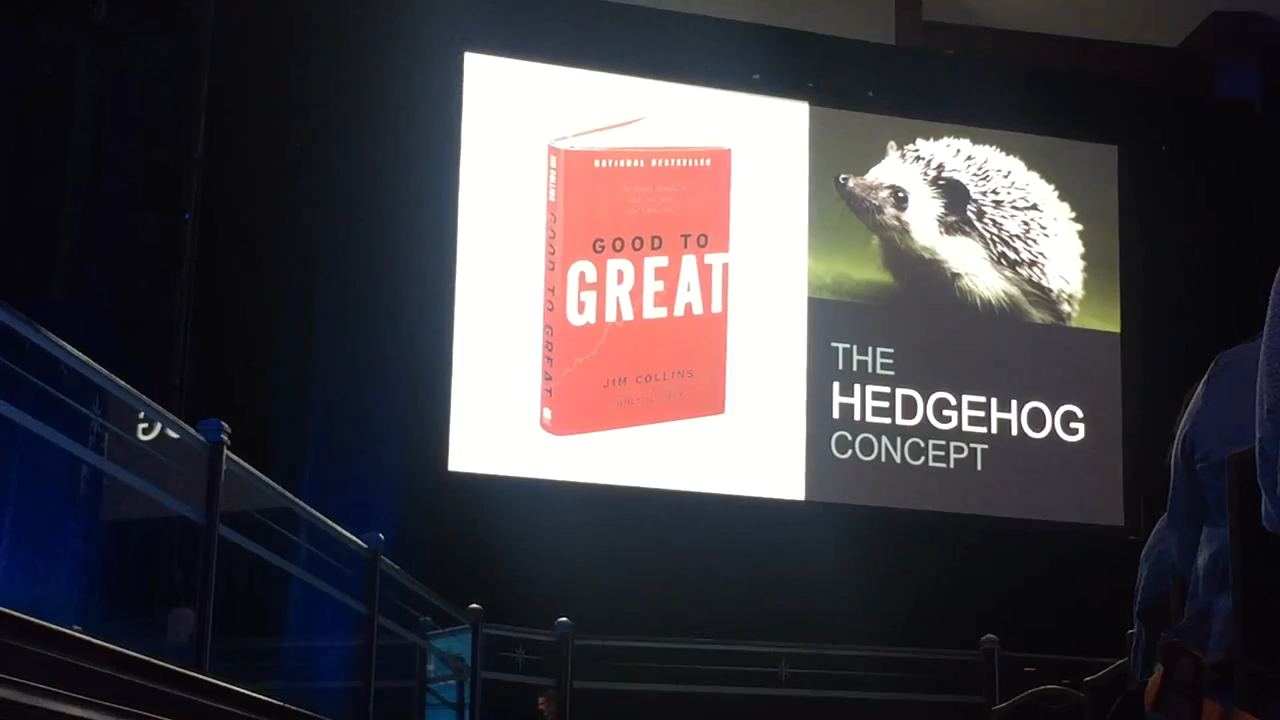 NATIONAL BESTSELLER
GOOD TO
GREAT
JIM COLLINS
JIM COLLINS
GOOD TO GREAT
THE
HEDGEHOG
CONCEPT